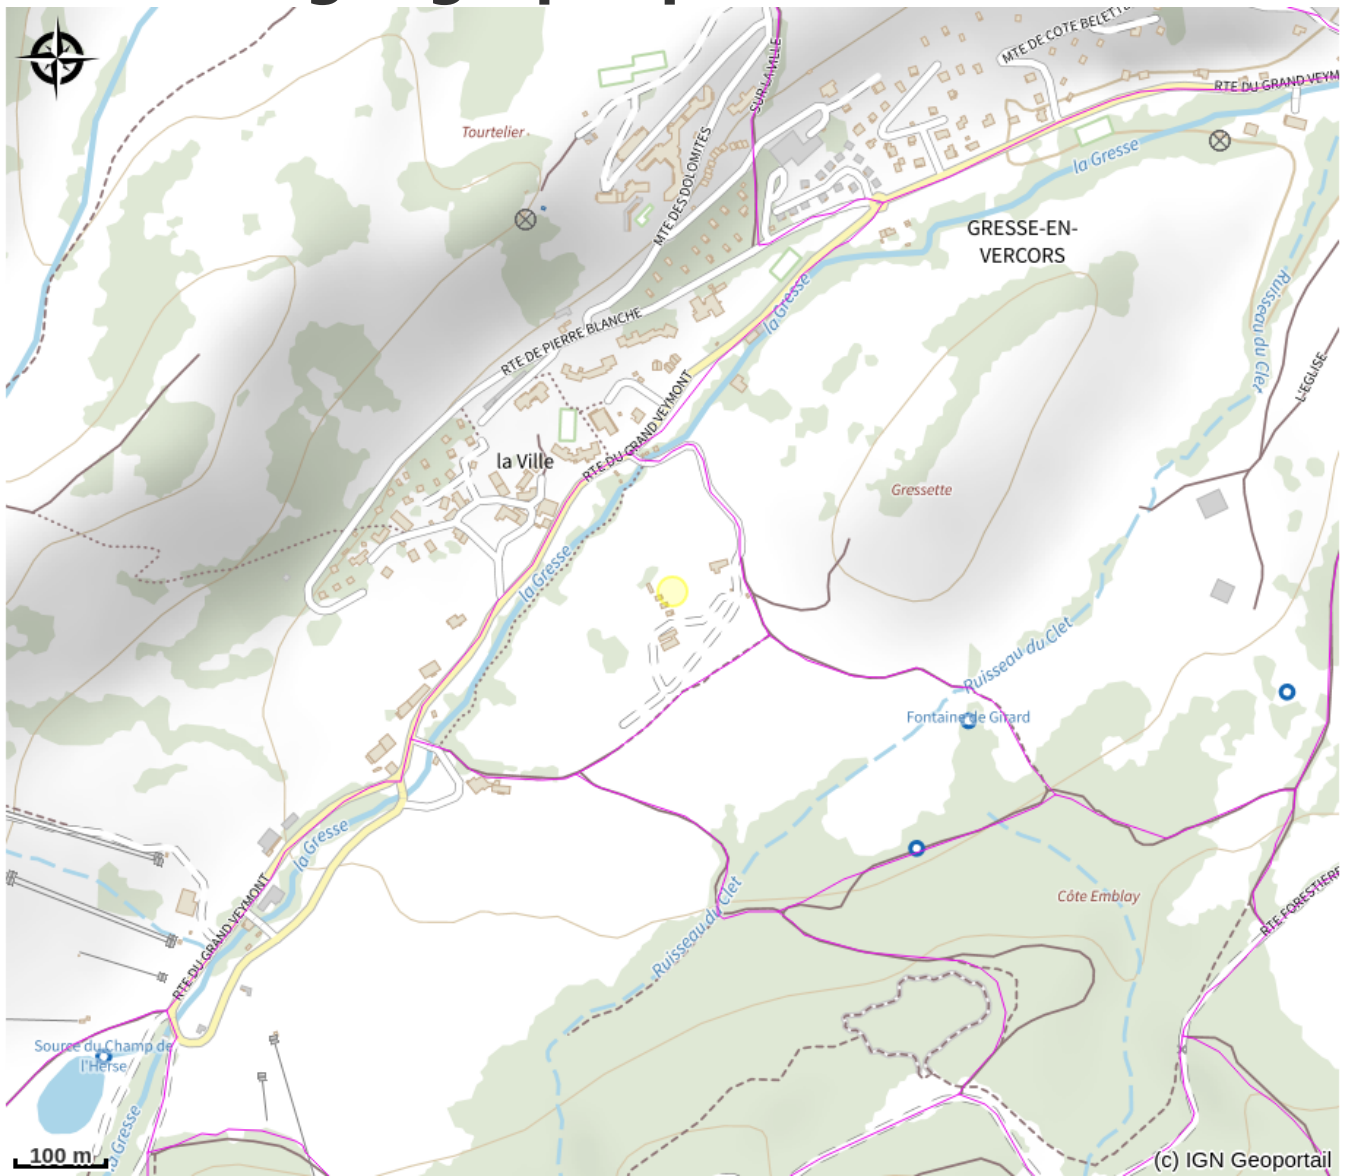 MTE DE COTE BELETTE
SUR LA VILLE
RTE DU GRAND VEYM
Tourtelier
la Gresse
MTE DES DOLOMITES
GRESSE-EN-
VERCORS
la Gresse
Ruisseau du Clet
RTE DE PIERRE BLANCHE
L-EGLISE
RTE DU GRAND VEYMONT
la Ville
Gressette
la Gresse
Ruisseau du Clet
Fontaine de Girard
la Gresse
Côte Emblay
RTE FORESTIERE
RTE DU GRAND VEYMONT
Ruisseau du Clet
Source du Champ de
l'Herse
la Gresse
100 m
(c) IGN Geoportail